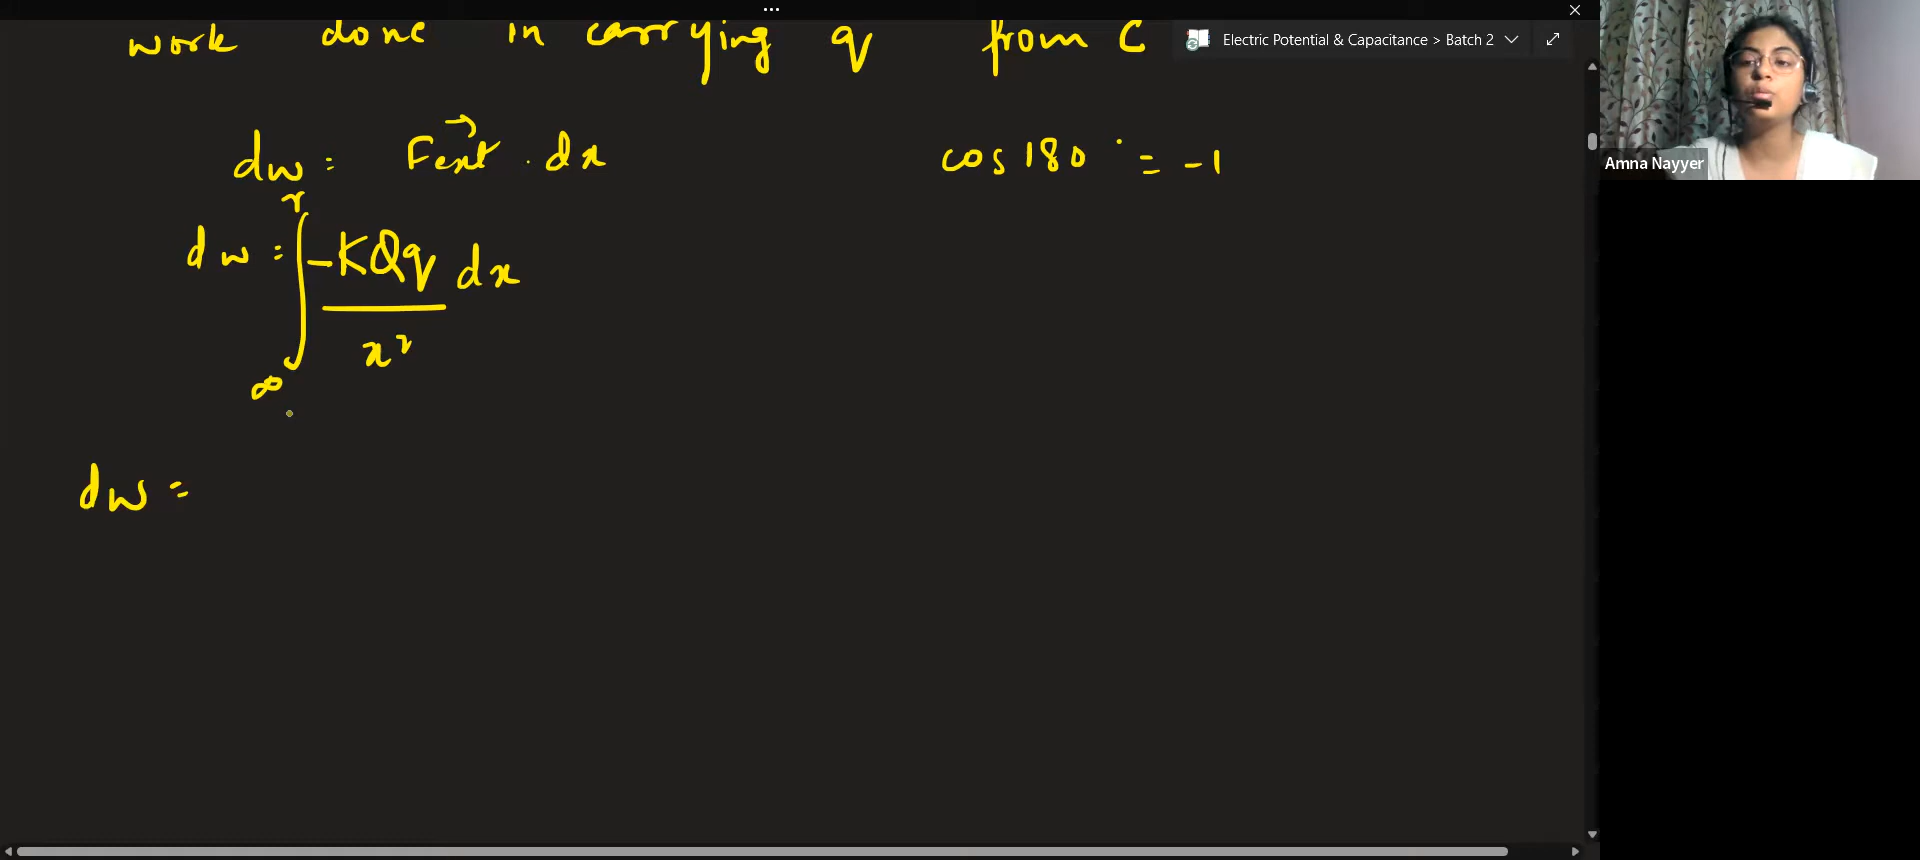 work done in carrying q from C
Electric Potential & Capacitance > Batch 2
Amna Nayyer
dw = F⃗ext . dx
cos 180° = -1
dw = ∫_∞^r -KQq/x² dx
dw =